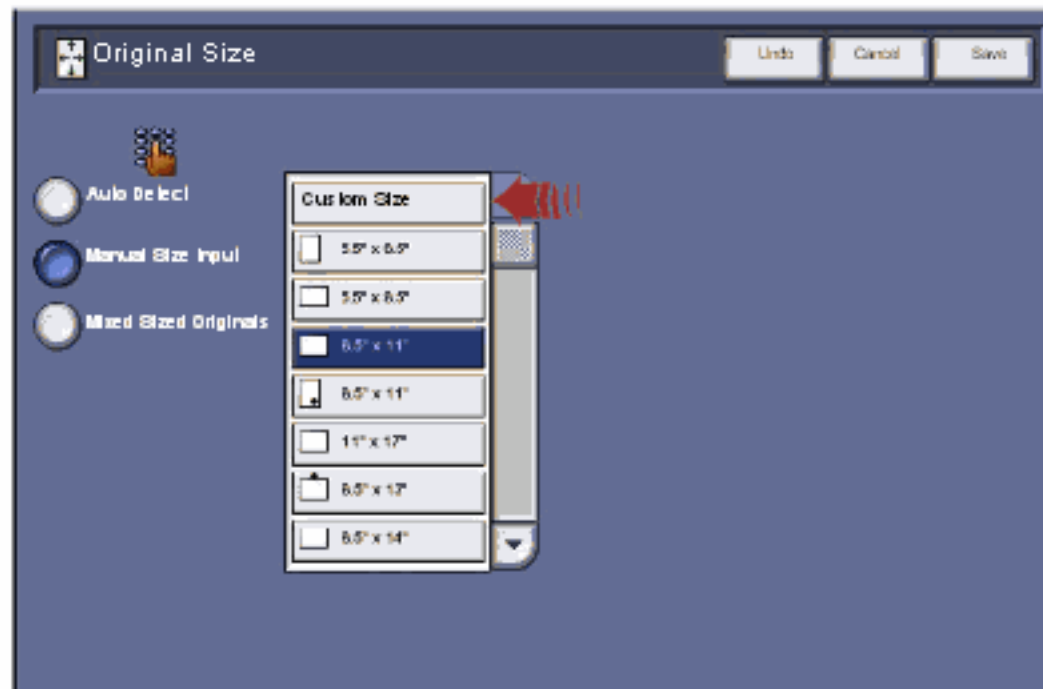 Original Size
Undo
Cancel
Save
Auto Detect
Manual Size Input
Mixed Sized Originals
Custom Size
5.5" x 8.5"
5.5" x 8.5"
8.5" x 11"
8.5" x 11"
11" x 17"
8.5" x 13"
8.5" x 14"